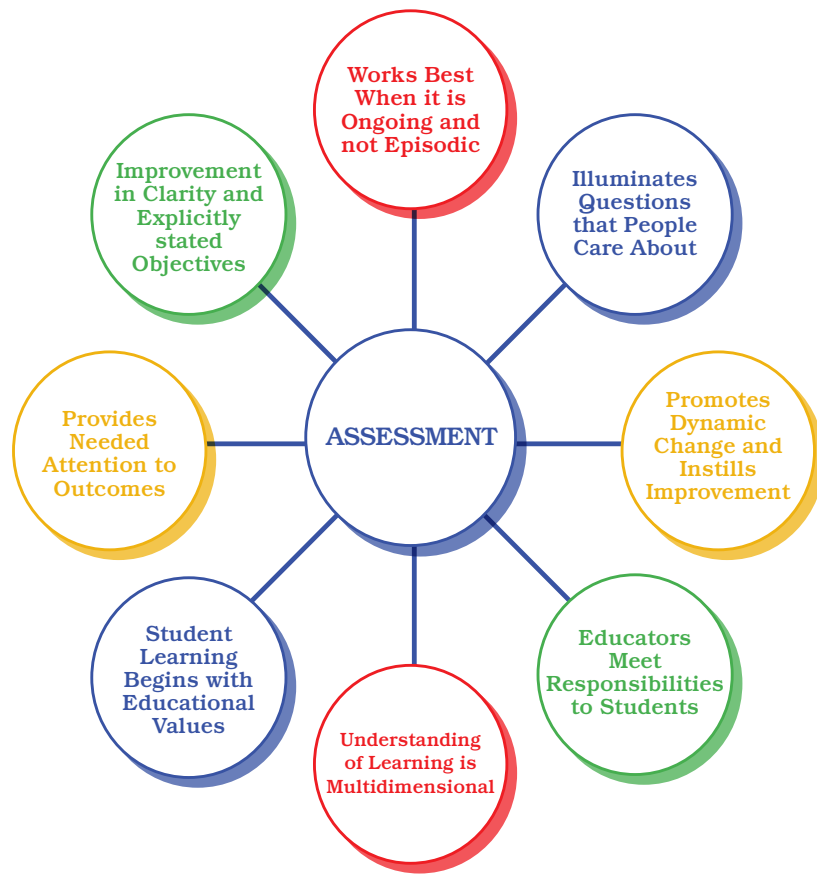 Works Best
When it is
Ongoing and
not Episodic
Illuminates
Questions
that People
Care About
Promotes
Dynamic
Change and
Instills
Improvement
Educators
Meet
Responsibilities
to Students
Understanding
of Learning is
Multidimensional
Student
Learning
Begins with
Educational
Values
Provides
Needed
Attention to
Outcomes
Improvement
in Clarity and
Explicitly
stated
Objectives
ASSESSMENT